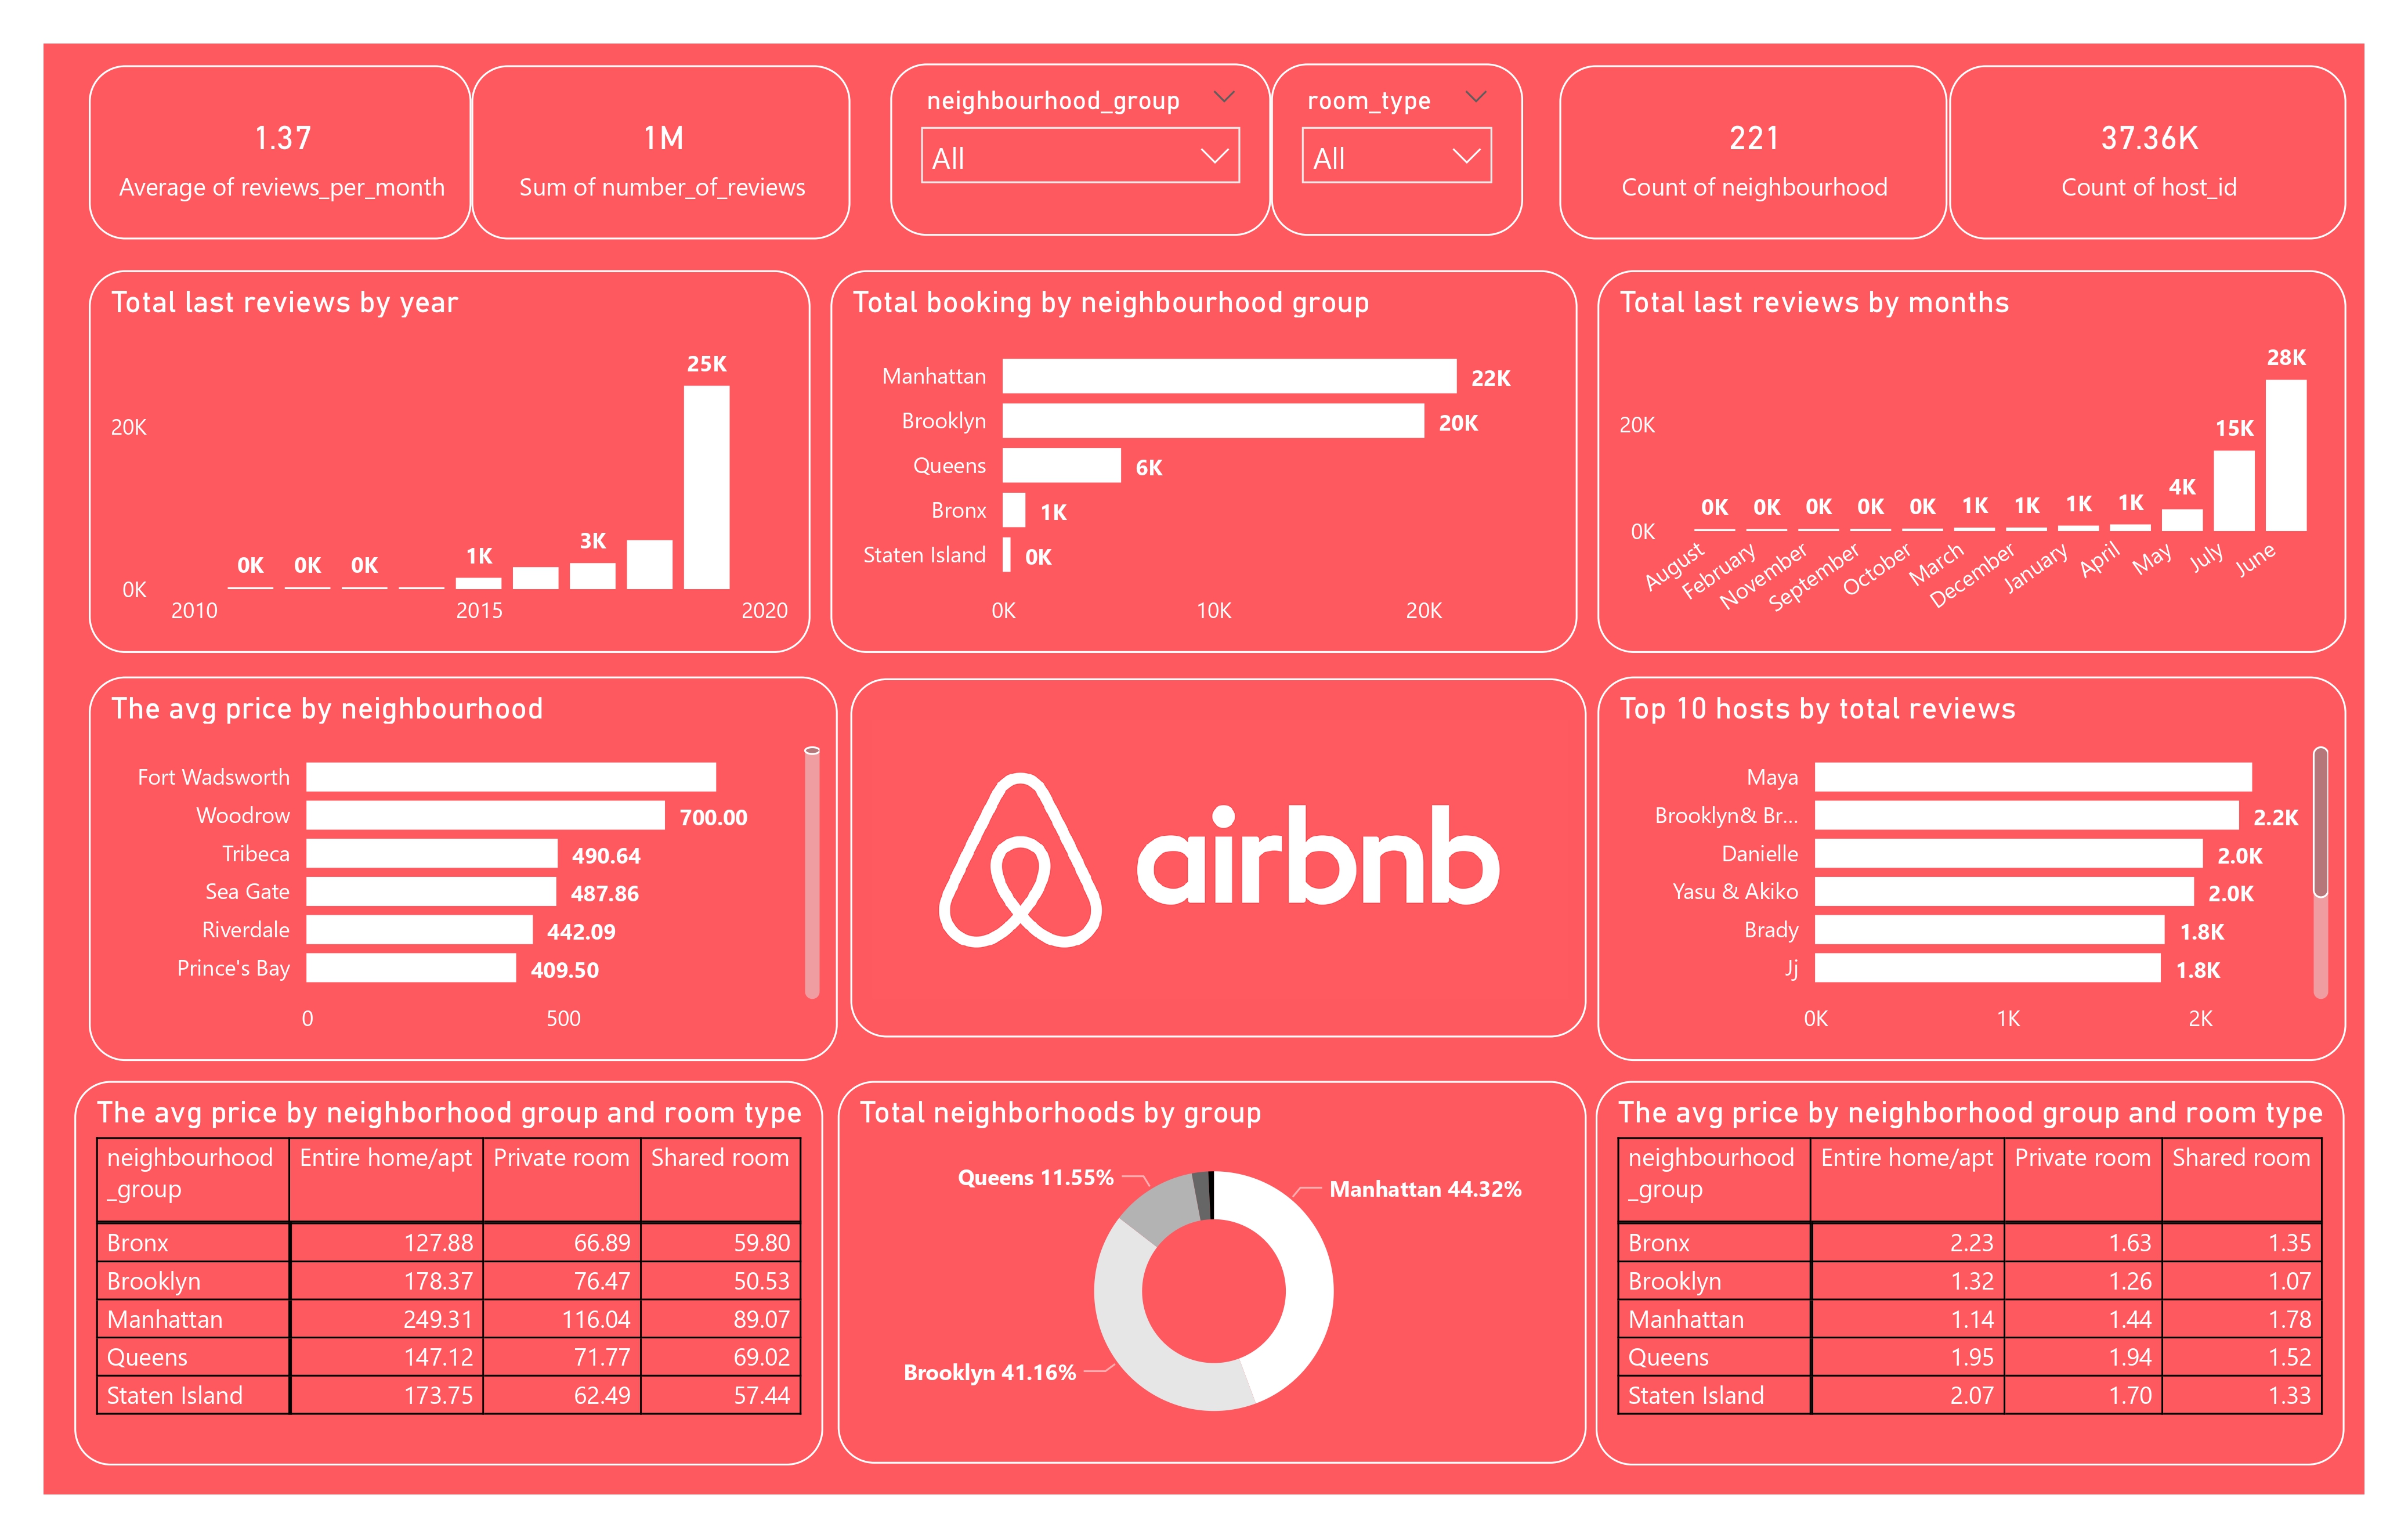 1.37
Average of reviews_per_month
1M
Sum of number_of_reviews
neighbourhood_group
All
room_type
All
221
Count of neighbourhood
37.36K
Count of host_id
Total last reviews by year
20K
0K
0K
0K
0K
1K
3K
25K
2010
2015
2020
Total booking by neighbourhood group
Manhattan 22K
Brooklyn 20K
Queens 6K
Bronx 1K
Staten Island 0K
0K 10K 20K
Total last reviews by months
20K
0K
0K 0K 0K 0K 0K 1K 1K 1K 1K 4K 15K 28K
August February November September October March December January April May July June
The avg price by neighbourhood
Fort Wadsworth
Woodrow 700.00
Tribeca 490.64
Sea Gate 487.86
Riverdale 442.09
Prince's Bay 409.50
0 500
airbnb
Top 10 hosts by total reviews
Maya
Brooklyn& Br... 2.2K
Danielle 2.0K
Yasu & Akiko 2.0K
Brady 1.8K
Jj 1.8K
0K 1K 2K
The avg price by neighborhood group and room type
neighbourhood Entire home/apt Private room Shared room
_group
Bronx 127.88 66.89 59.80
Brooklyn 178.37 76.47 50.53
Manhattan 249.31 116.04 89.07
Queens 147.12 71.77 69.02
Staten Island 173.75 62.49 57.44
Total neighborhoods by group
Queens 11.55%
Manhattan 44.32%
Brooklyn 41.16%
The avg price by neighborhood group and room type
neighbourhood Entire home/apt Private room Shared room
_group
Bronx 2.23 1.63 1.35
Brooklyn 1.32 1.26 1.07
Manhattan 1.14 1.44 1.78
Queens 1.95 1.94 1.52
Staten Island 2.07 1.70 1.33